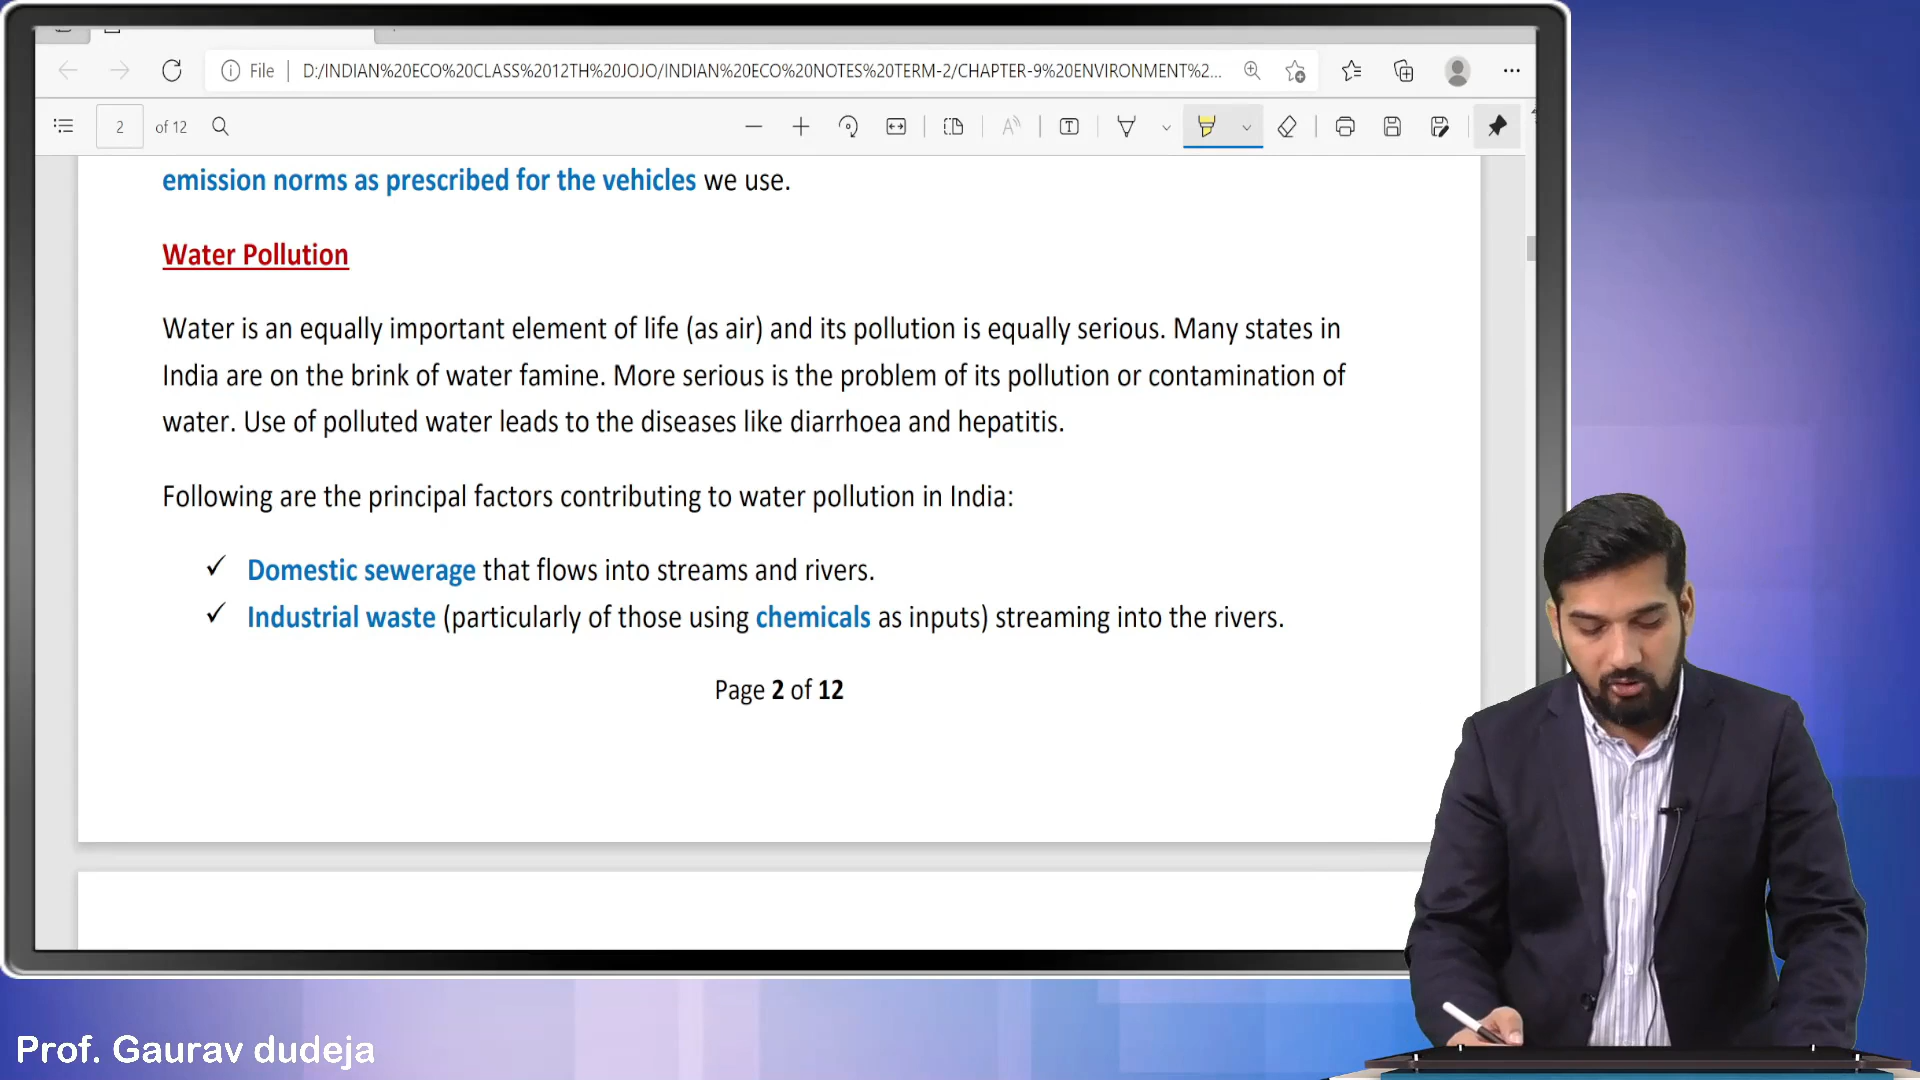 File
D:/INDIAN%20ECO%20CLASS%2012TH%20JOJO/INDIAN%20ECO%20NOTES%20TERM-2/CHAPTER-9%20ENVIRONMENT%2...
2 of 12
emission norms as prescribed for the vehicles we use.
Water Pollution
Water is an equally important element of life (as air) and its pollution is equally serious. Many states in
India are on the brink of water famine. More serious is the problem of its pollution or contamination of
water. Use of polluted water leads to the diseases like diarrhoea and hepatitis.
Following are the principal factors contributing to water pollution in India:
✓ Domestic sewerage that flows into streams and rivers.
✓ Industrial waste (particularly of those using chemicals as inputs) streaming into the rivers.
Page 2 of 12
Prof. Gaurav dudeja